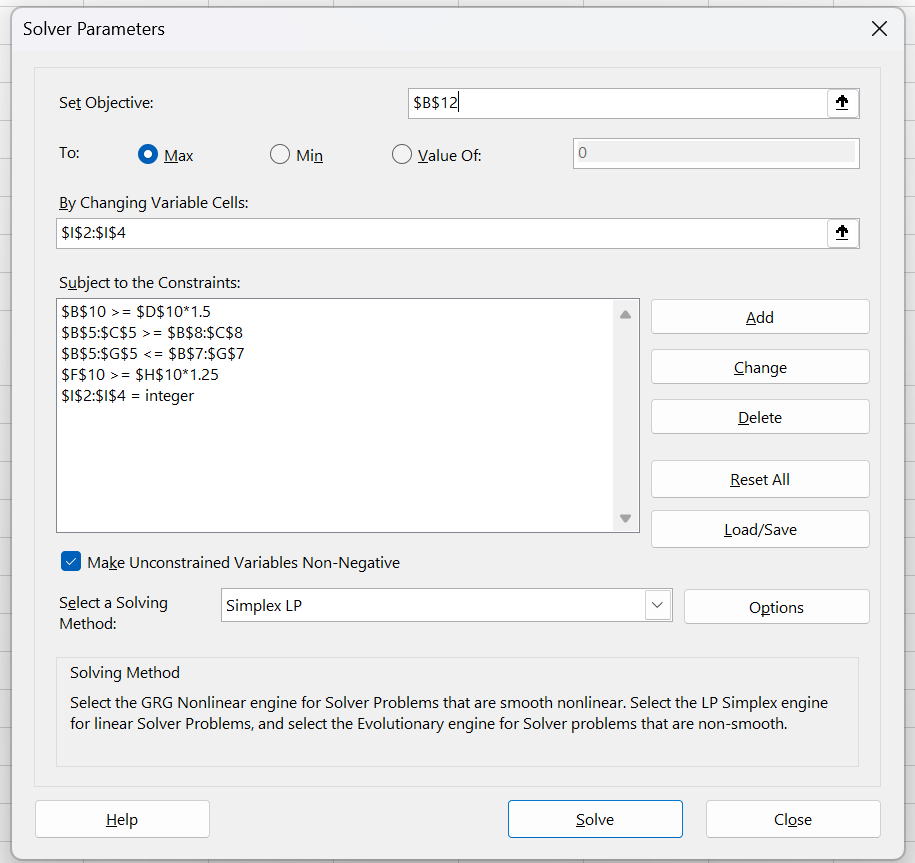 Solver Parameters
Set Objective:
$B$12
To:
Max
Min
Value Of:
0
By Changing Variable Cells:
$I$2:$I$4
Subject to the Constraints:
$B$10 >= $D$10*1.5
$B$5:$C$5 >= $B$8:$C$8
$B$5:$G$5 <= $B$7:$G$7
$F$10 >= $H$10*1.25
$I$2:$I$4 = integer
Add
Change
Delete
Reset All
Load/Save
Make Unconstrained Variables Non-Negative
Select a Solving
Method:
Simplex LP
Options
Solving Method
Select the GRG Nonlinear engine for Solver Problems that are smooth nonlinear. Select the LP Simplex engine
for linear Solver Problems, and select the Evolutionary engine for Solver problems that are non-smooth.
Help
Solve
Close